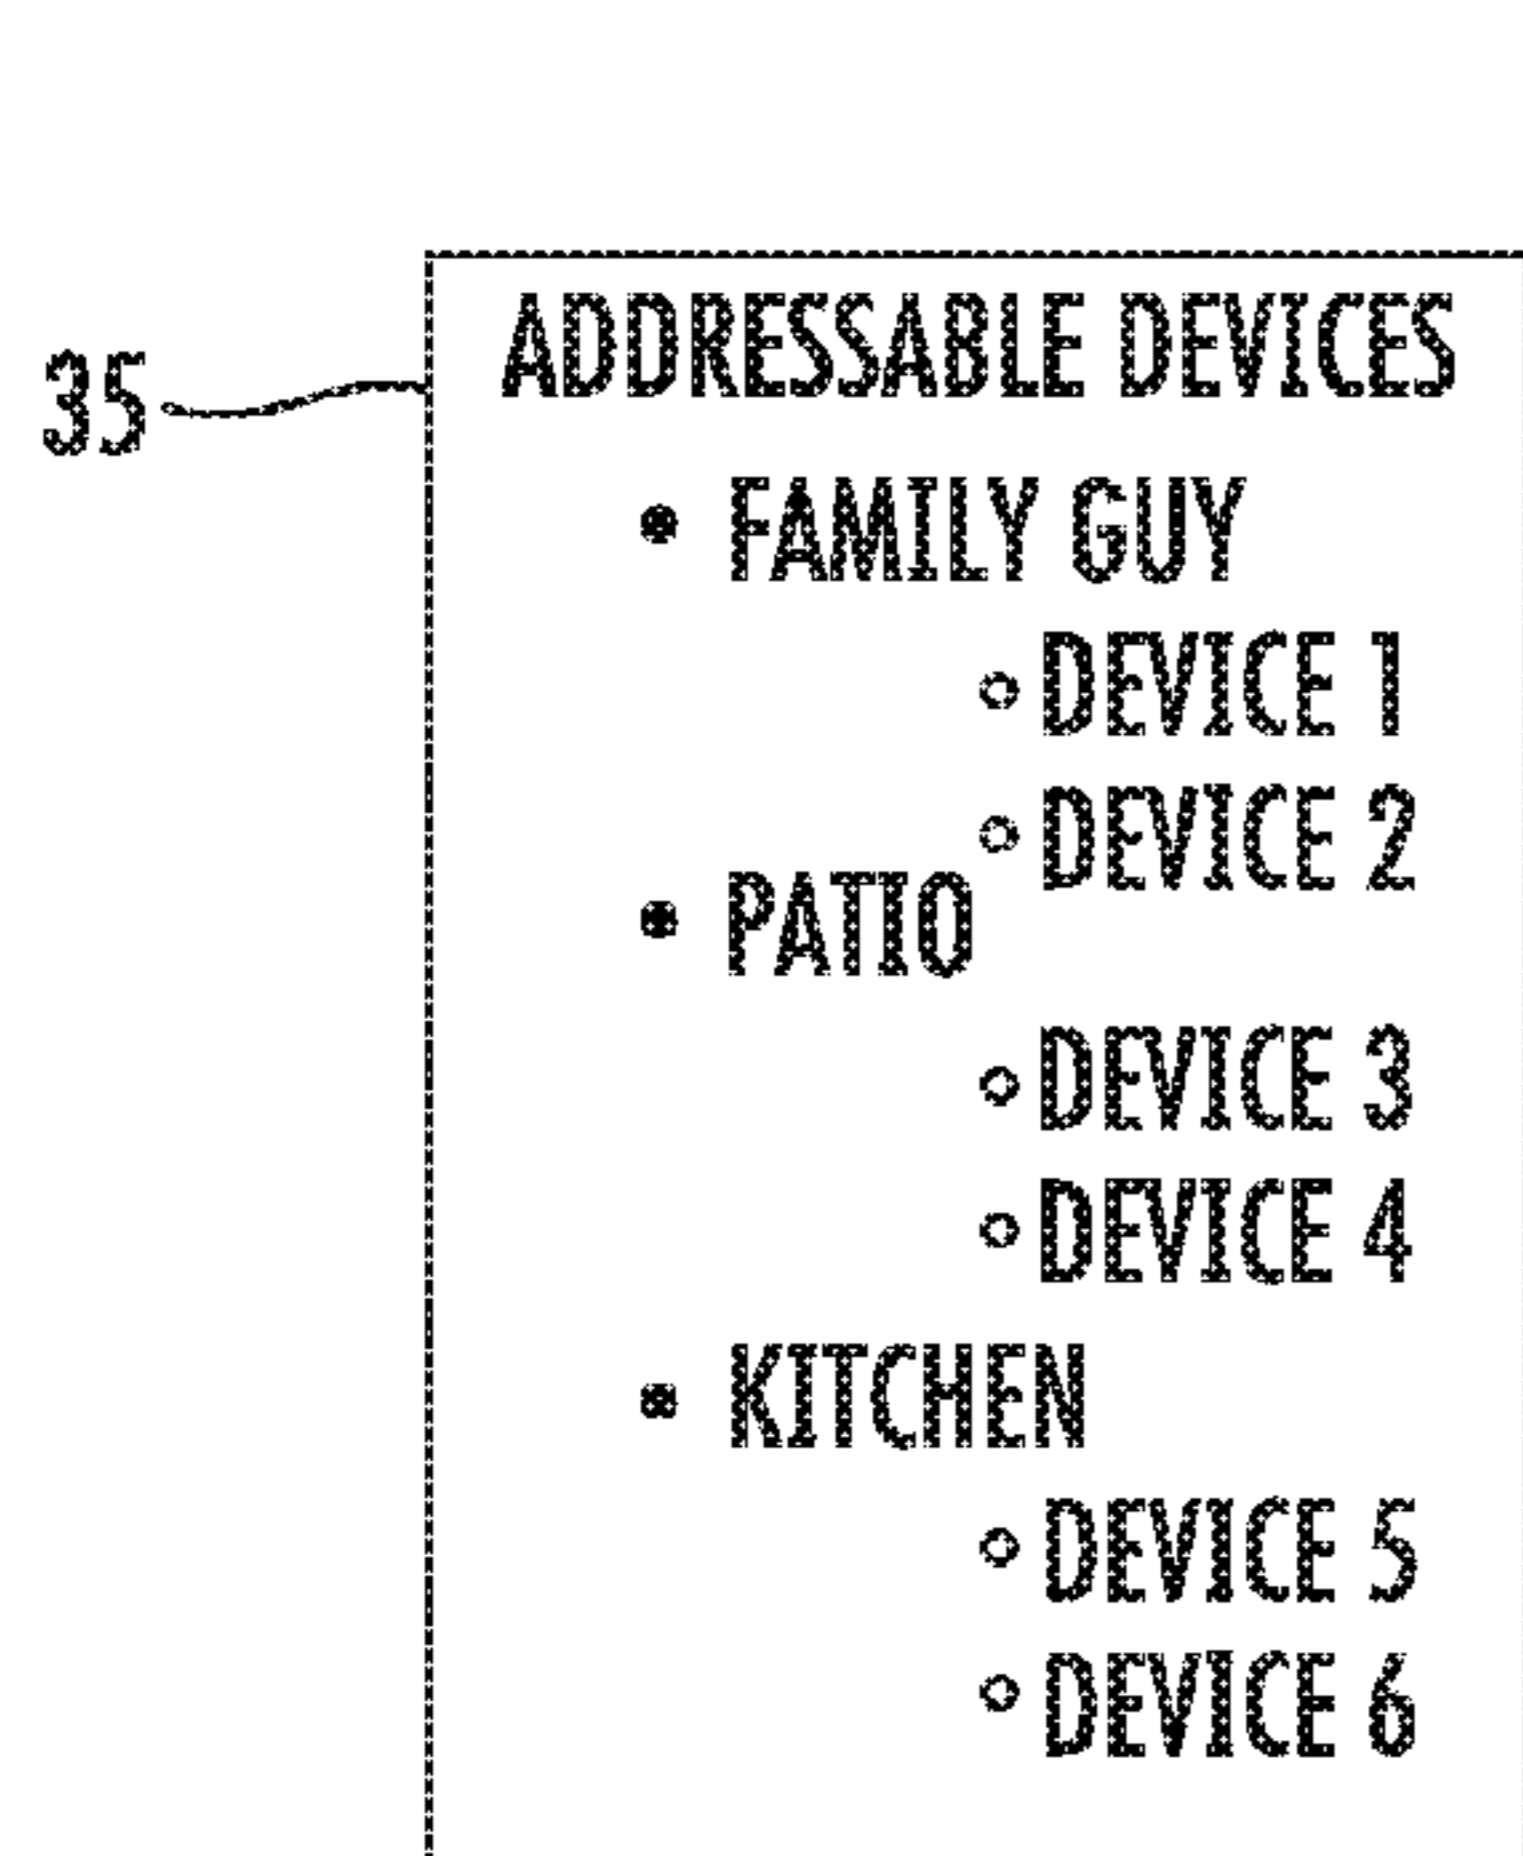 ADDRESSABLE DEVICES
35
• FAMILY GUY
○ DEVICE 1
○ DEVICE 2
• PATIO
○ DEVICE 3
○ DEVICE 4
• KITCHEN
○ DEVICE 5
○ DEVICE 6